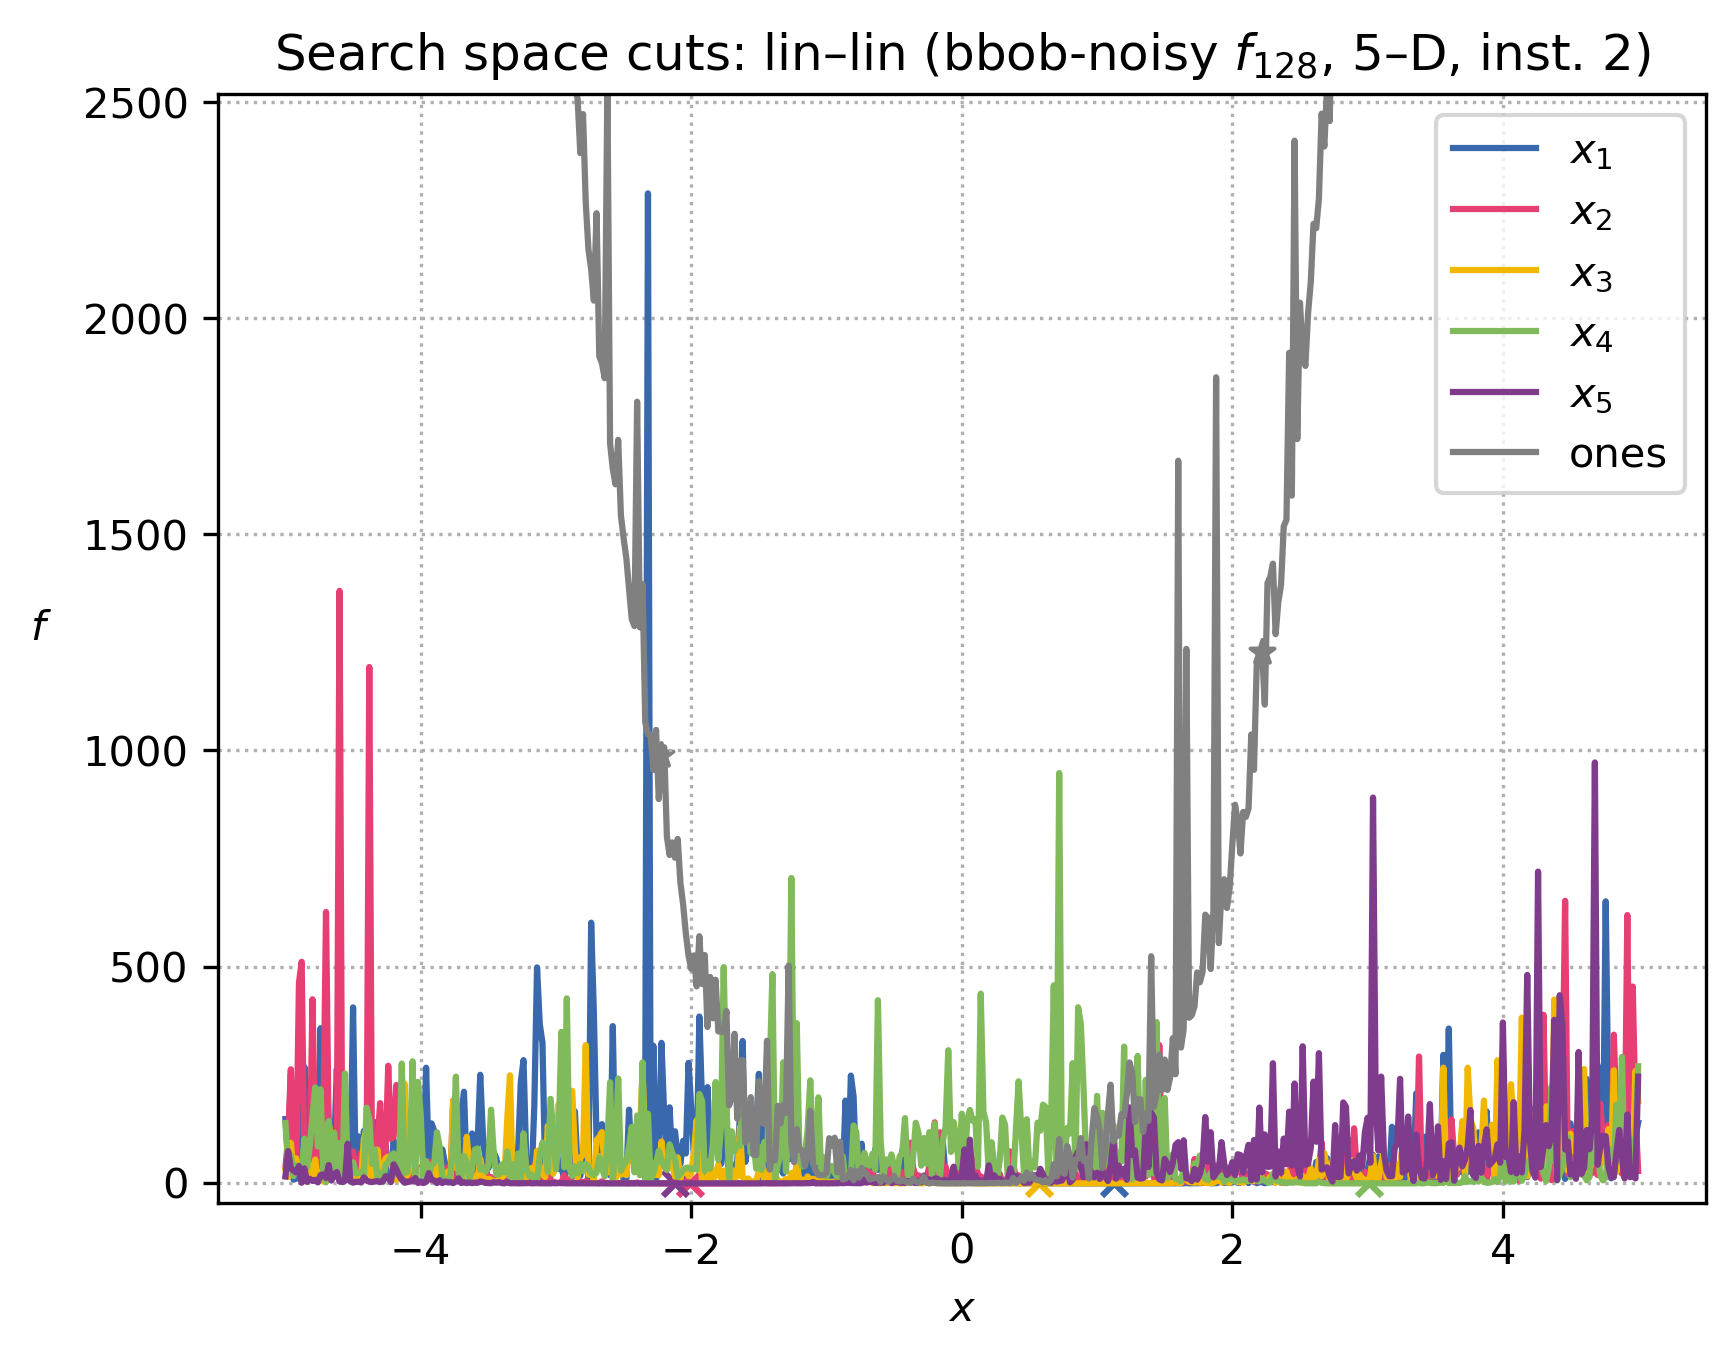 Search space cuts: lin–lin (bbob-noisy f₁₂₈, 5–D, inst. 2)
2500
2000
1500
1000
500
0
f
−4
−2
0
2
4
x
x₁
x₂
x₃
x₄
x₅
ones